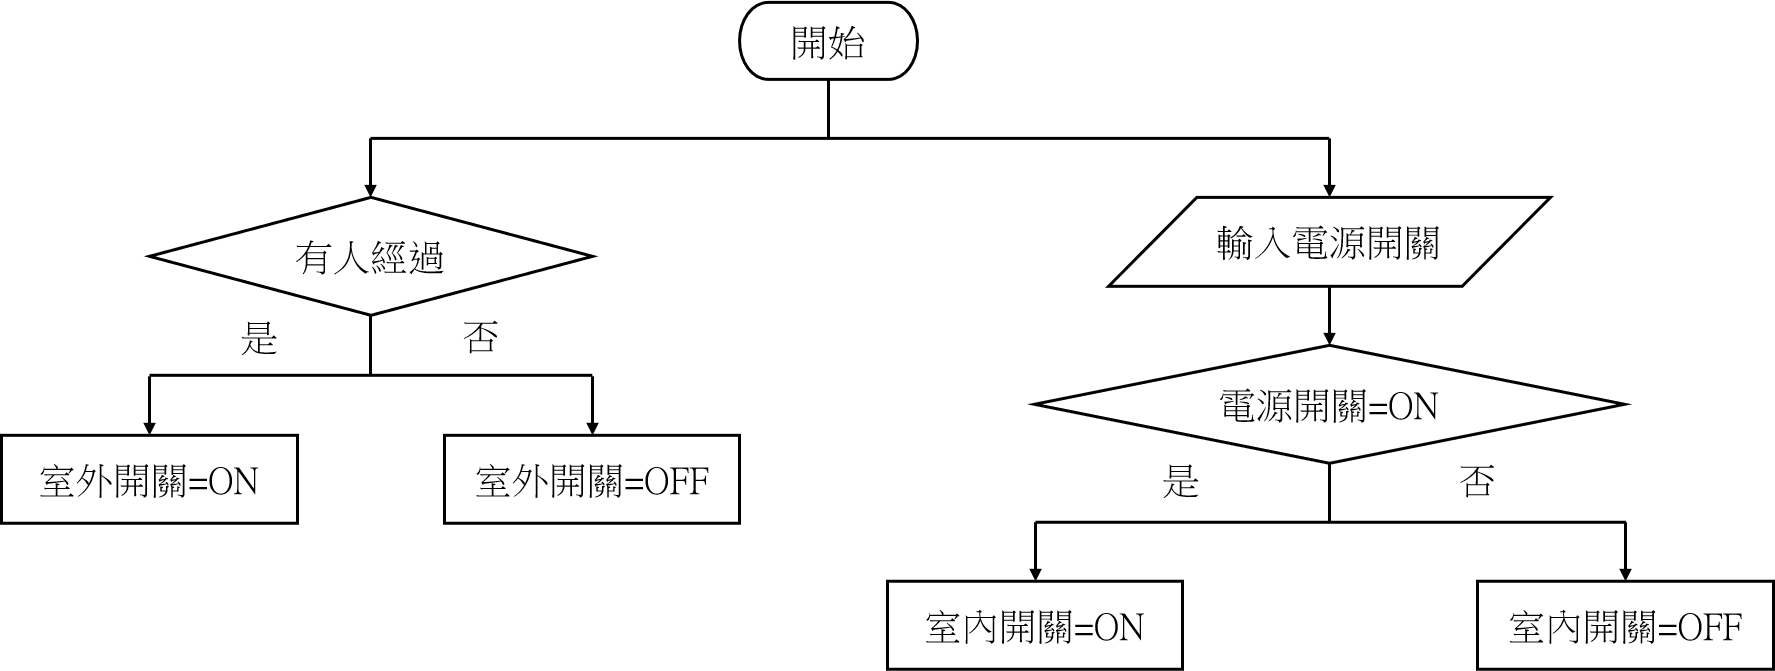 開始
有人經過
輸入電源開關
是
否
電源開關=ON
室外開關=ON
室外開關=OFF
是
否
室內開關=ON
室內開關=OFF